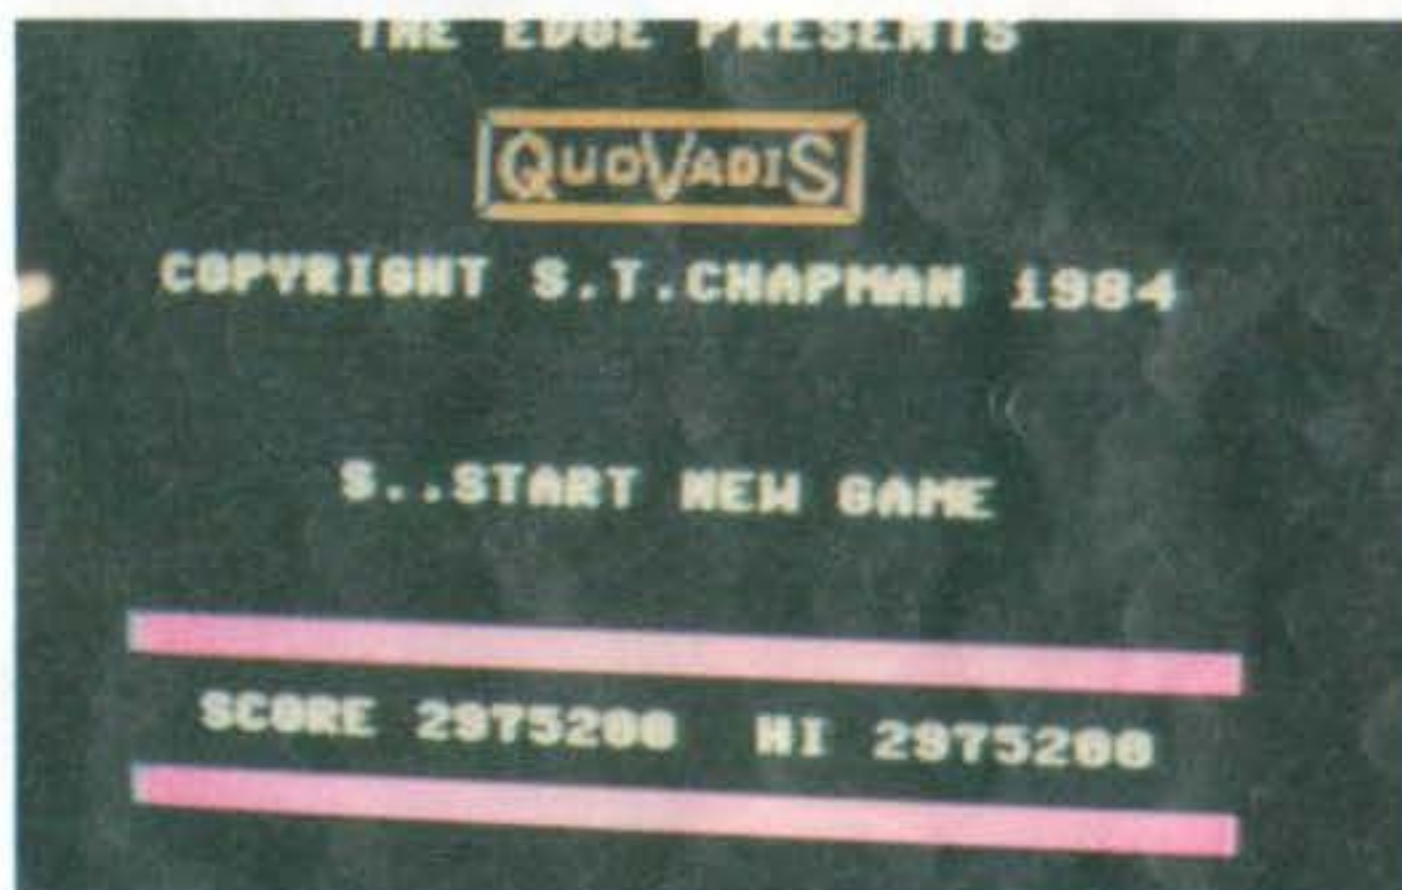 THE EDGE PRESENTS
QUOVADIS
COPYRIGHT S.T.CHAPMAN 1984
S..START NEW GAME
SCORE 2975200 HI 2975200